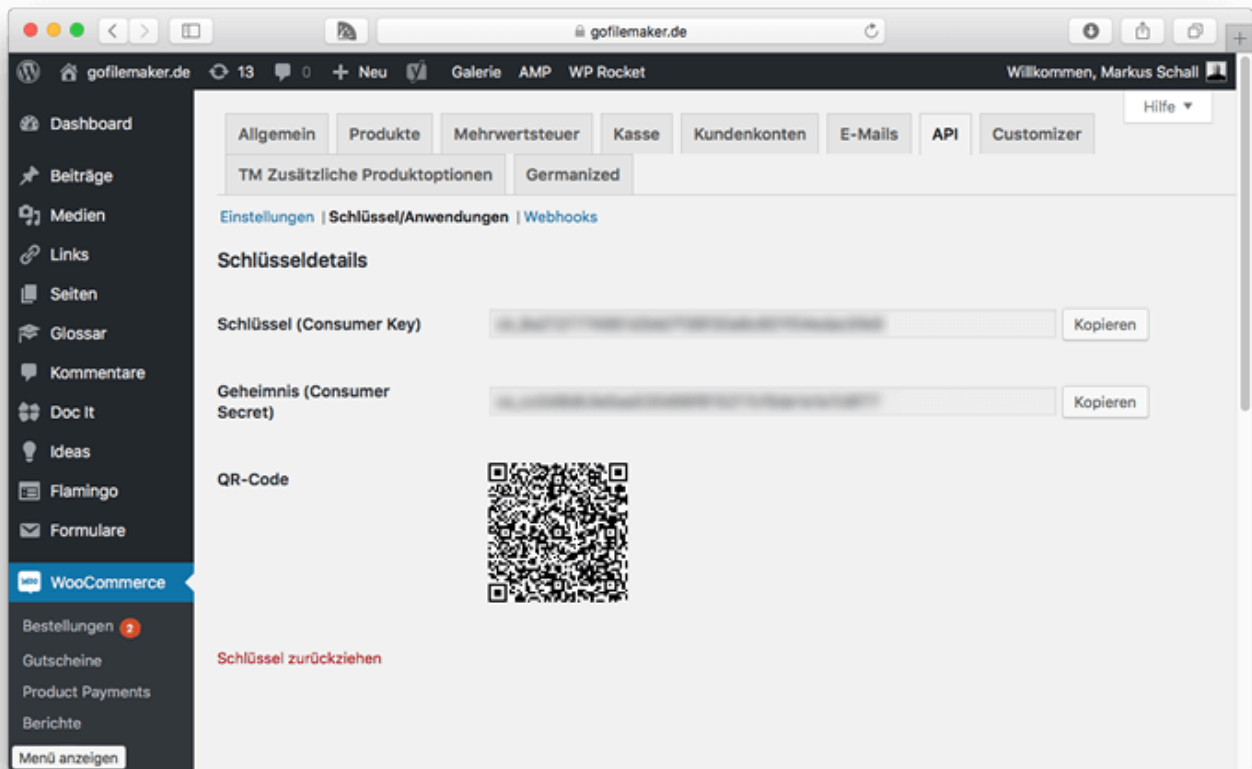 gofilemaker.de
gofilemaker.de 13 0 + Neu Galerie AMP WP Rocket Willkommen, Markus Schall
Hilfe ▼
Dashboard
Beiträge
Medien
Links
Seiten
Glossar
Kommentare
Doc It
Ideas
Flamingo
Formulare
woo WooCommerce
Bestellungen 2
Gutscheine
Product Payments
Berichte
Menü anzeigen
Allgemein Produkte Mehrwertsteuer Kasse Kundenkonten E-Mails API Customizer
TM Zusätzliche Produktoptionen Germanized
Einstellungen | Schlüssel/Anwendungen | Webhooks
Schlüsseldetails
Schlüssel (Consumer Key)
Kopieren
Geheimnis (Consumer
Secret)
Kopieren
QR-Code
Schlüssel zurückziehen